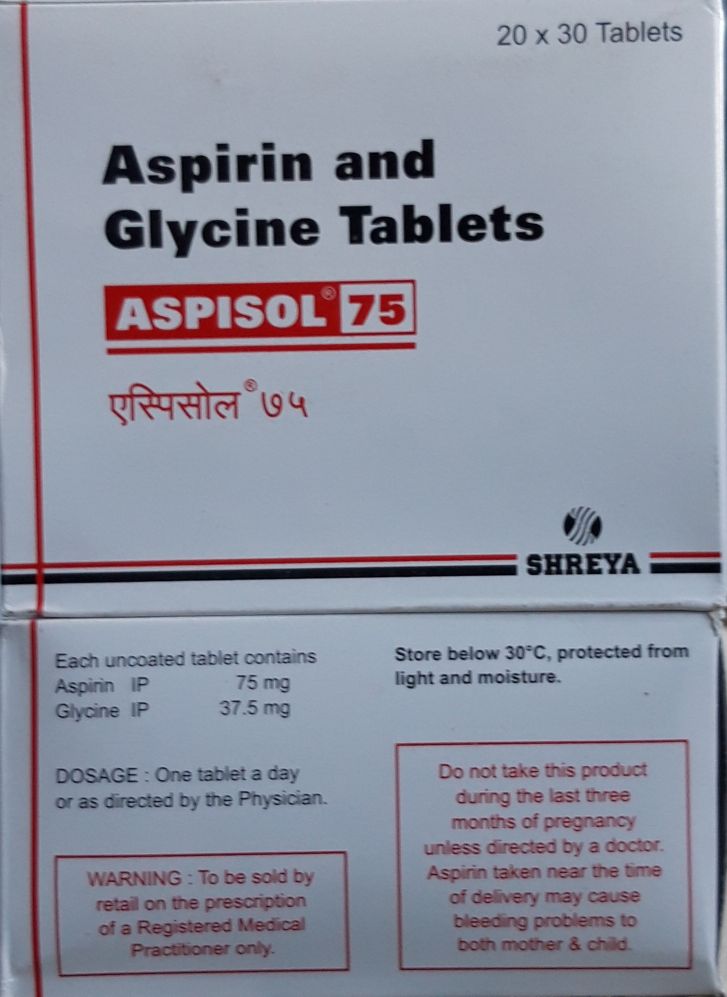 20 x 30 Tablets
Aspirin and
Glycine Tablets
ASPISOL® 75
एस्पिसोल® ७५
SHREYA
Each uncoated tablet contains
Aspirin IP 75 mg
Glycine IP 37.5 mg
DOSAGE : One tablet a day
or as directed by the Physician.
WARNING : To be sold by
retail on the prescription
of a Registered Medical
Practitioner only.
Store below 30°C, protected from
light and moisture.
Do not take this product
during the last three
months of pregnancy
unless directed by a doctor.
Aspirin taken near the time
of delivery may cause
bleeding problems to
both mother & child.